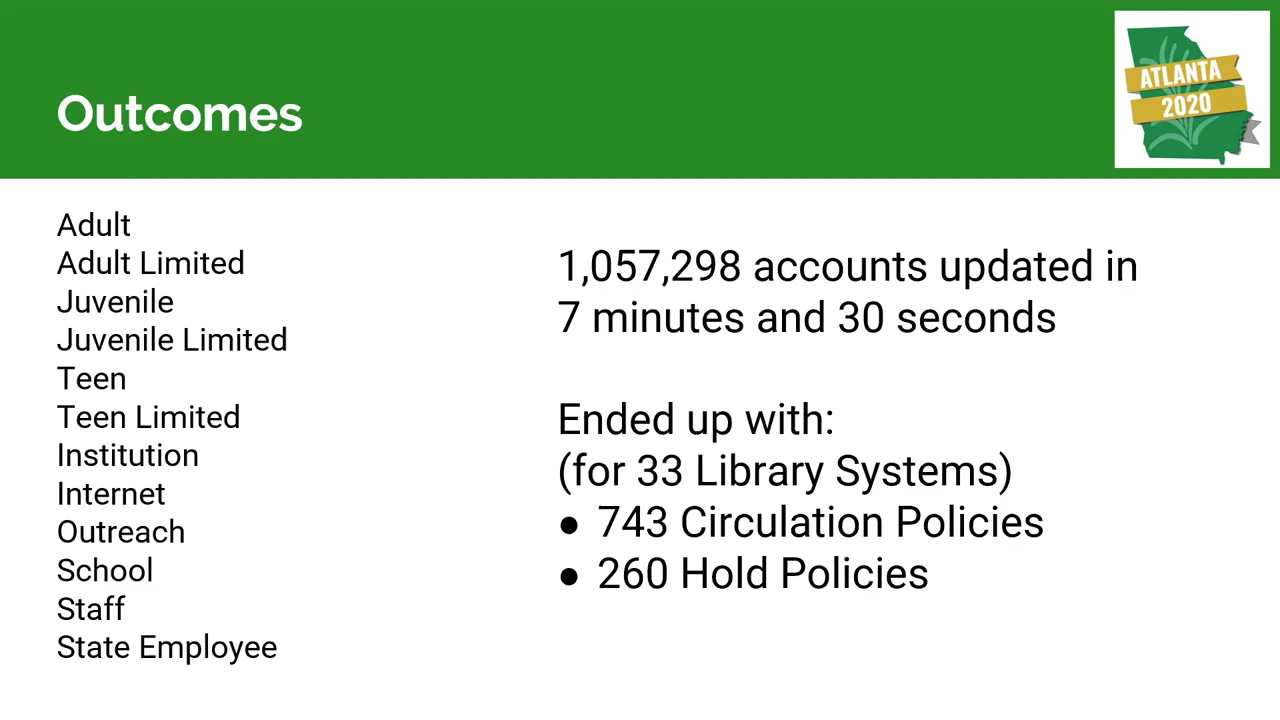 Outcomes
ATLANTA
2020
Adult
Adult Limited
Juvenile
Juvenile Limited
Teen
Teen Limited
Institution
Internet
Outreach
School
Staff
State Employee
1,057,298 accounts updated in
7 minutes and 30 seconds
Ended up with:
(for 33 Library Systems)
● 743 Circulation Policies
● 260 Hold Policies